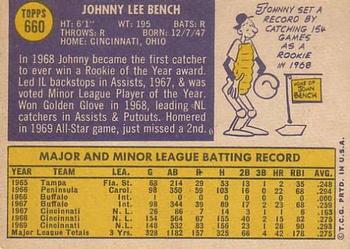 TOPPS
660
JOHNNY LEE BENCH
HT: 6'1" WT: 195 BATS: R
THROWS: R BORN: 12/7/47
HOME: CINCINNATI, OHIO
In 1968 Johnny became the first catcher
to ever win a Rookie of the Year award.
Led IL backstops in Assists, 1967, & was
voted Minor League Player of the Year.
Won Golden Glove in 1968, leading NL
catchers in Assists & Putouts. Homered
in 1969 All-Star game, just missed a 2nd.
JOHNNY SET A
RECORD BY
CATCHING 154
GAMES AS A
ROOKIE
IN 1968
HOME OF
JOHNNY
BENCH
MAJOR AND MINOR LEAGUE BATTING RECORD
YEAR TEAM LEA G AB R H 2B 3B HR RBI AVG.
1965 Tampa Fla. St. 68 214 29 53 13 1 2 35 .248
1966 Peninsula Carol. 98 350 59 103 16 0 22 68 .294
1966 Buffalo Int. 1 0 0 0 0 0 0 0 .000
1967 Buffalo Int. 98 344 39 89 18 0 23 68 .259
1967 Cincinnati N.L. 26 86 7 14 3 1 1 6 .163
1968 Cincinnati N.L. 154 564 67 155 40 2 15 82 .275
1969 Cincinnati N.L. 148 532 83 156 23 1 26 90 .293
Major League Totals 3 Yrs. 328 1182 157 325 66 4 42 178 .275
© T.C.G. PRTD. IN U.S.A.